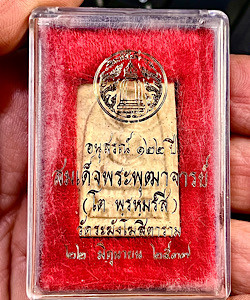 อนุสรณ์ ๑๒๒ ปี
สมเด็จพระพุฒาจารย์
(โต พฺรหฺมรํสี)
วัดระฆังโฆสิตาราม
๒๒ มิถุนายน ๒๕๓๗